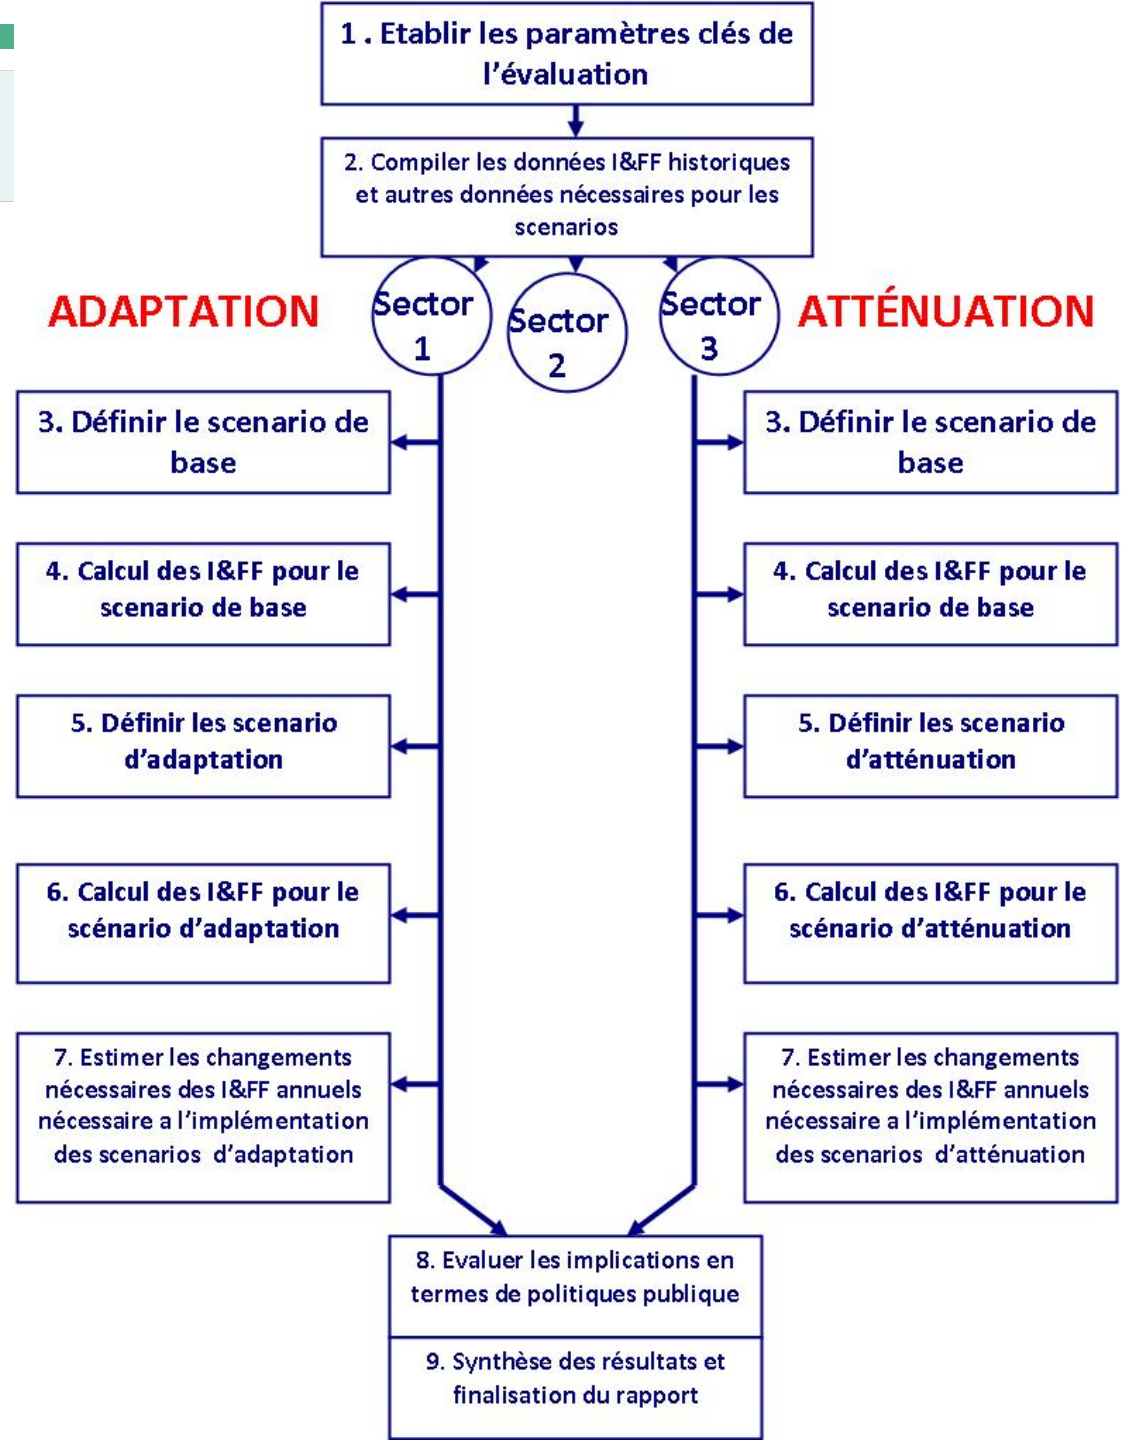 1 . Etablir les paramètres clés de
l'évaluation
2. Compiler les données I&FF historiques
et autres données nécessaires pour les
scenarios
ADAPTATION
Sector
1
Sector
2
Sector
3
ATTÉNUATION
3. Définir le scenario de
base
4. Calcul des I&FF pour le
scenario de base
5. Définir les scenario
d'adaptation
6. Calcul des I&FF pour le
scénario d'adaptation
7. Estimer les changements
nécessaires des I&FF annuels
nécessaire a l'implémentation
des scenarios d'adaptation
3. Définir le scenario de
base
4. Calcul des I&FF pour le
scenario de base
5. Définir les scenario
d'atténuation
6. Calcul des I&FF pour le
scénario d'atténuation
7. Estimer les changements
nécessaires des I&FF annuels
nécessaire a l'implémentation
des scenarios d'atténuation
8. Evaluer les implications en
termes de politiques publique
9. Synthèse des résultats et
finalisation du rapport